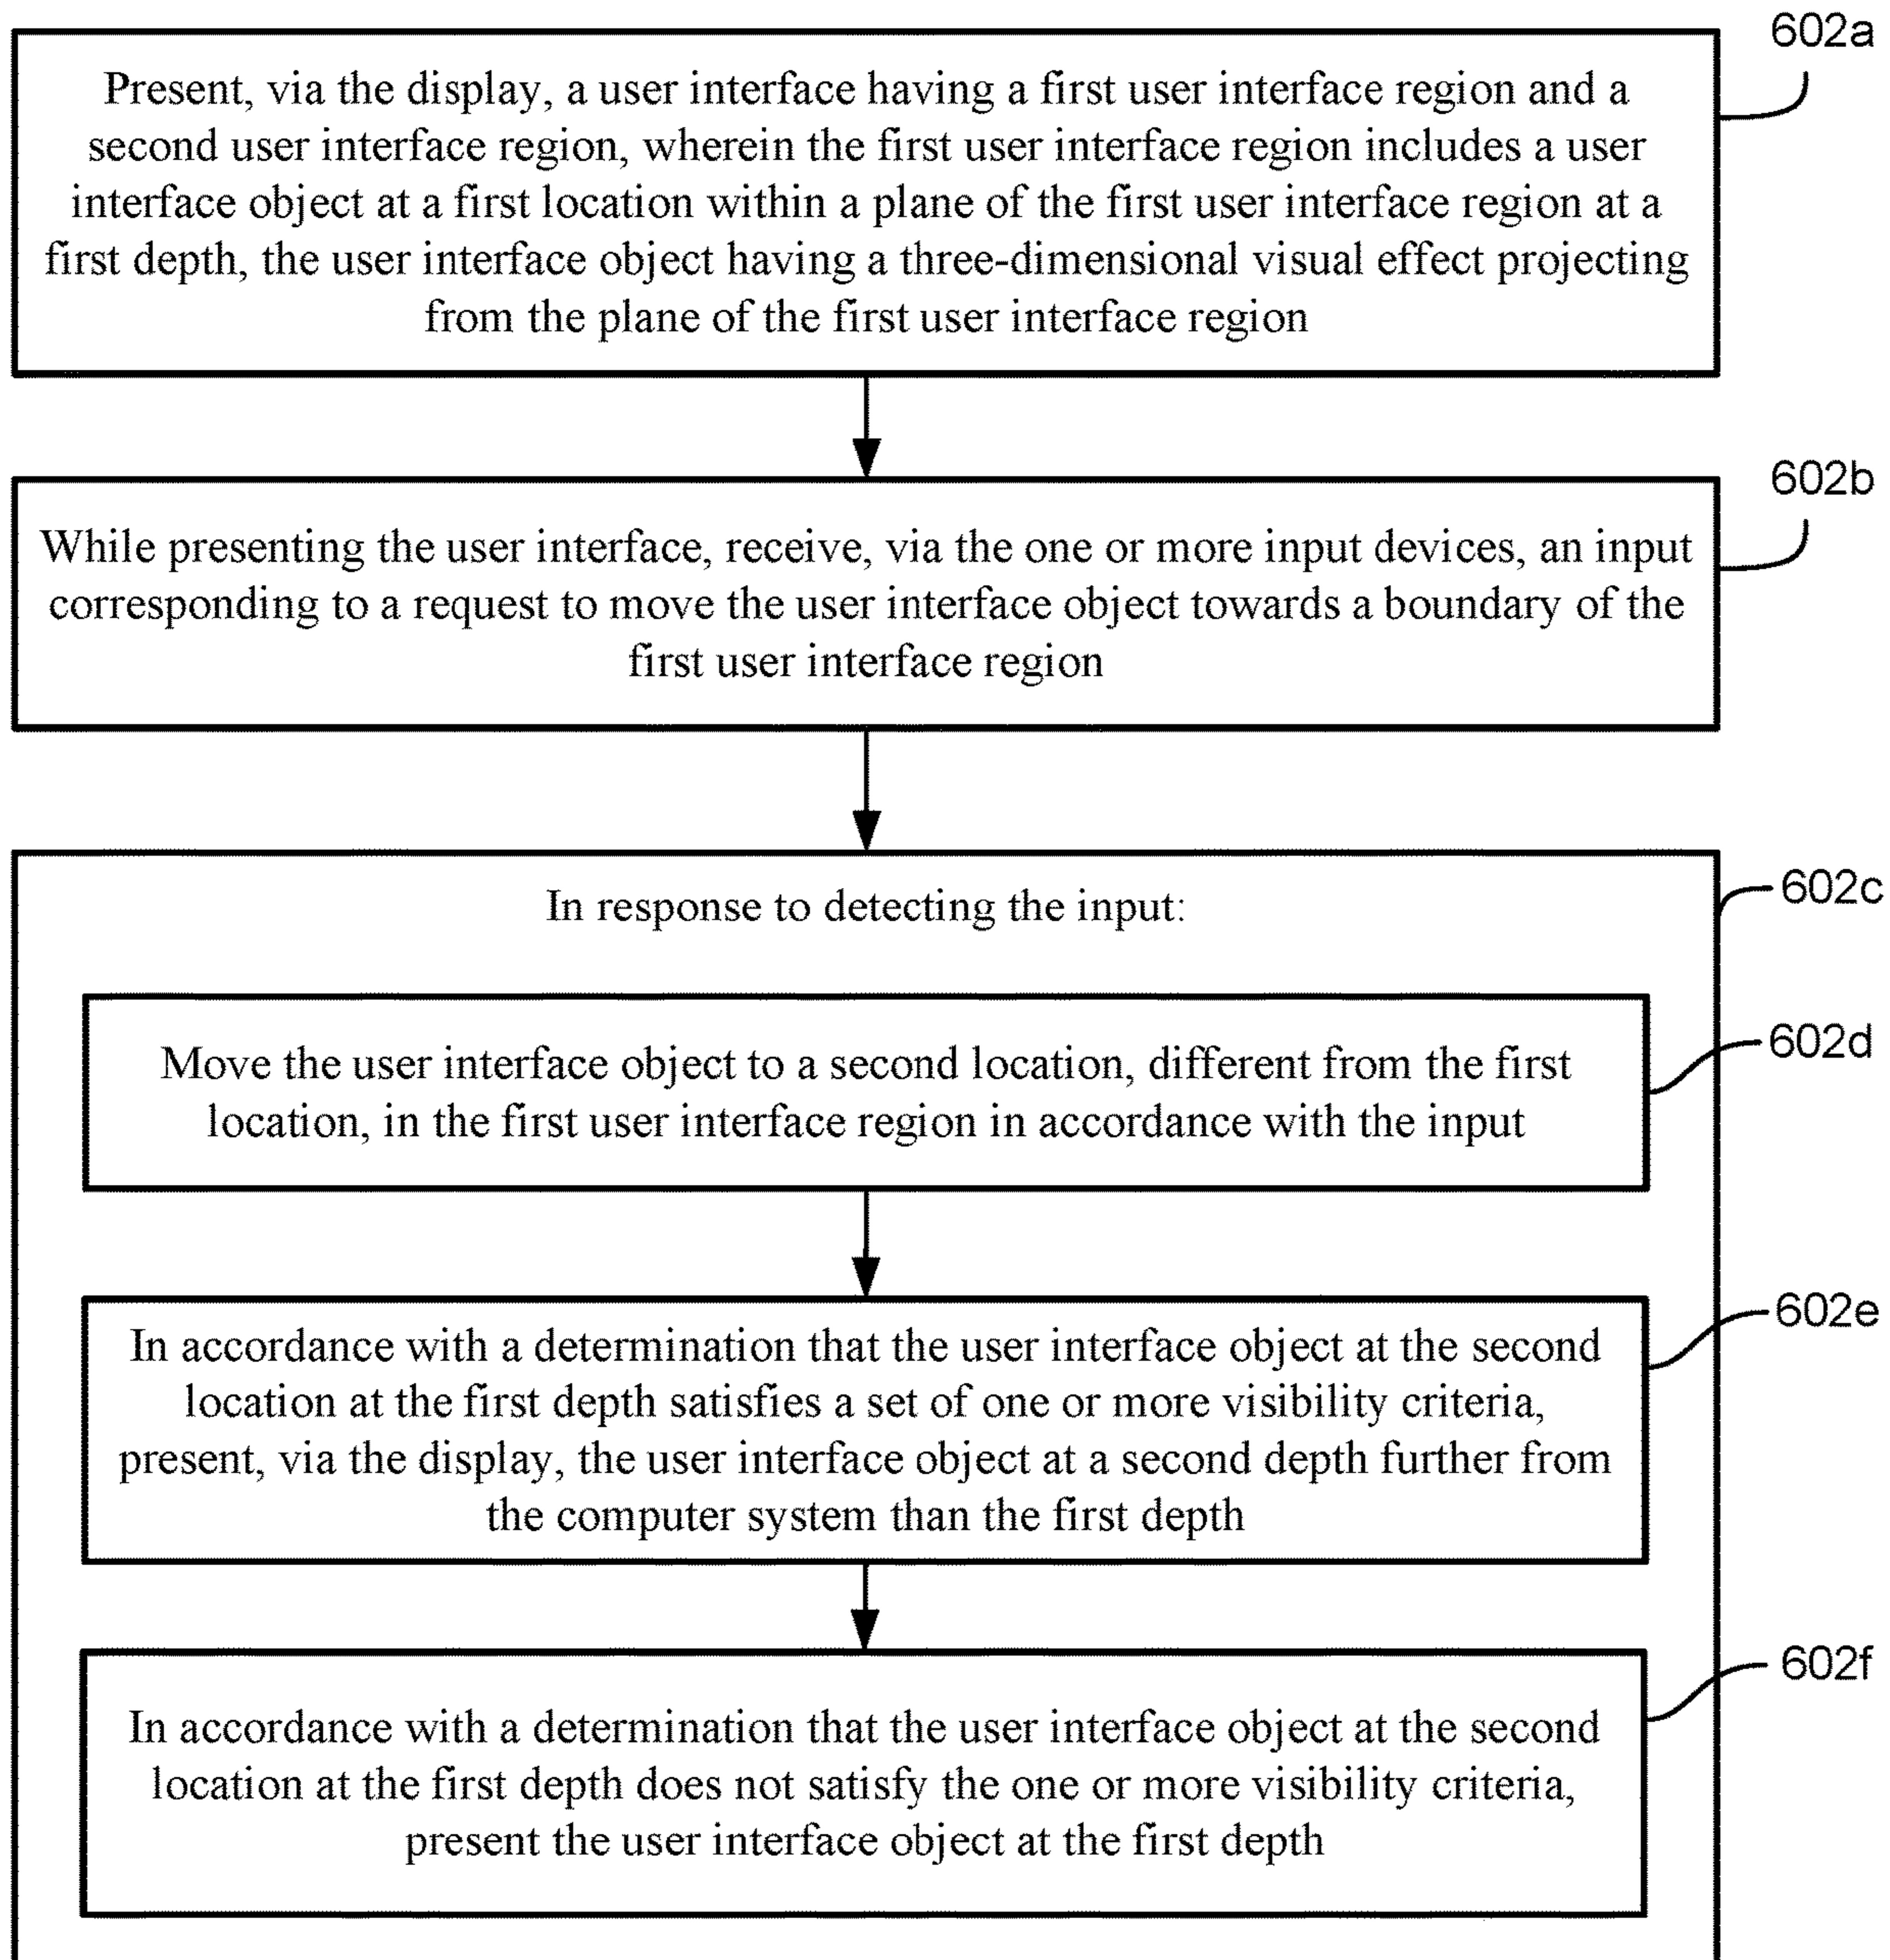 602a
Present, via the display, a user interface having a first user interface region and a
second user interface region, wherein the first user interface region includes a user
interface object at a first location within a plane of the first user interface region at a
first depth, the user interface object having a three-dimensional visual effect projecting
from the plane of the first user interface region
602b
While presenting the user interface, receive, via the one or more input devices, an input
corresponding to a request to move the user interface object towards a boundary of the
first user interface region
602c
In response to detecting the input:
602d
Move the user interface object to a second location, different from the first
location, in the first user interface region in accordance with the input
602e
In accordance with a determination that the user interface object at the second
location at the first depth satisfies a set of one or more visibility criteria,
present, via the display, the user interface object at a second depth further from
the computer system than the first depth
602f
In accordance with a determination that the user interface object at the second
location at the first depth does not satisfy the one or more visibility criteria,
present the user interface object at the first depth